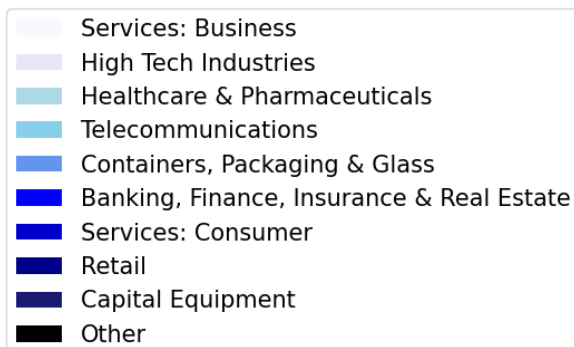 Services: Business
High Tech Industries
Healthcare & Pharmaceuticals
Telecommunications
Containers, Packaging & Glass
Banking, Finance, Insurance & Real Estate
Services: Consumer
Retail
Capital Equipment
Other